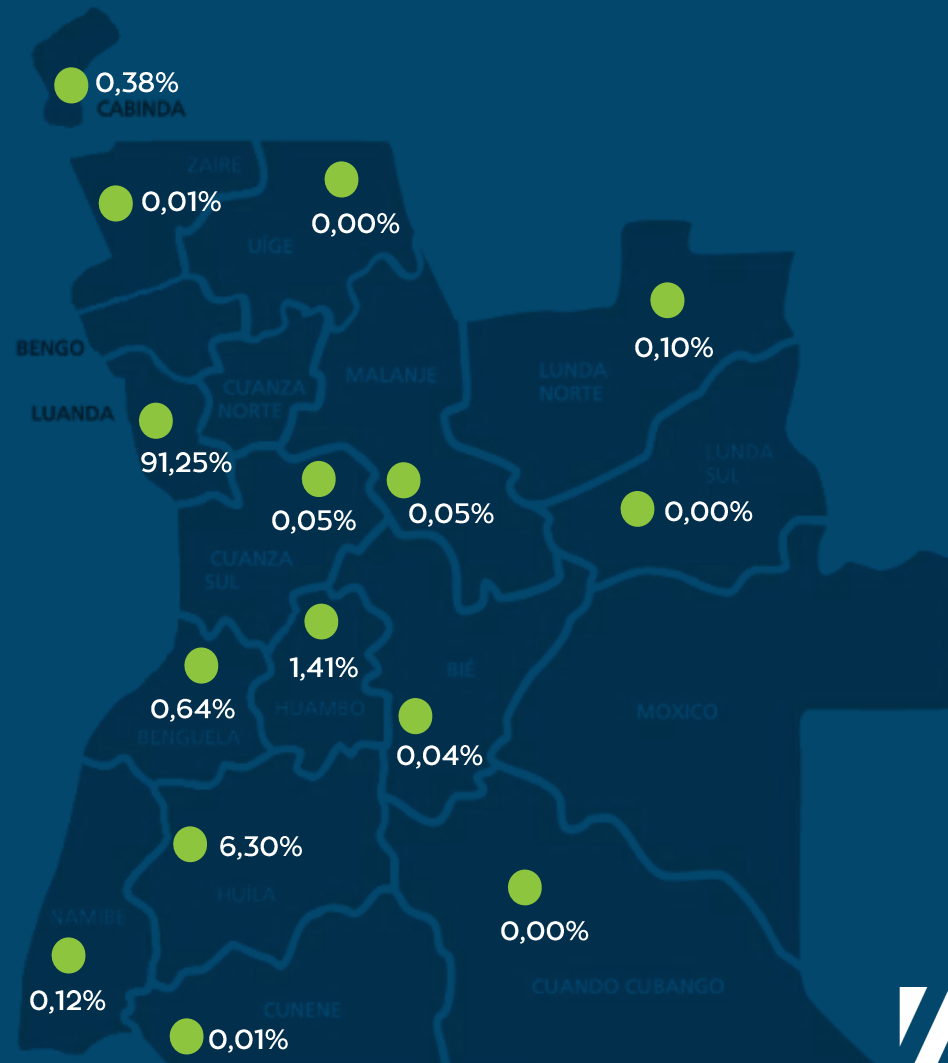 0,38%
CABINDA
ZAIRE
0,01%
0,00%
UÍGE
0,10%
BENGO
MALANJE
LUNDA
NORTE
CUANZA
NORTE
LUANDA
91,25%
LUNDA
SUL
0,05%
0,05%
0,00%
CUANZA
SUL
1,41%
BIÉ
0,64%
HUAMBO
MOXICO
BENGUELA
0,04%
6,30%
HUÍLA
NAMIBE
0,00%
0,12%
CUANDO CUBANGO
CUNENE
0,01%